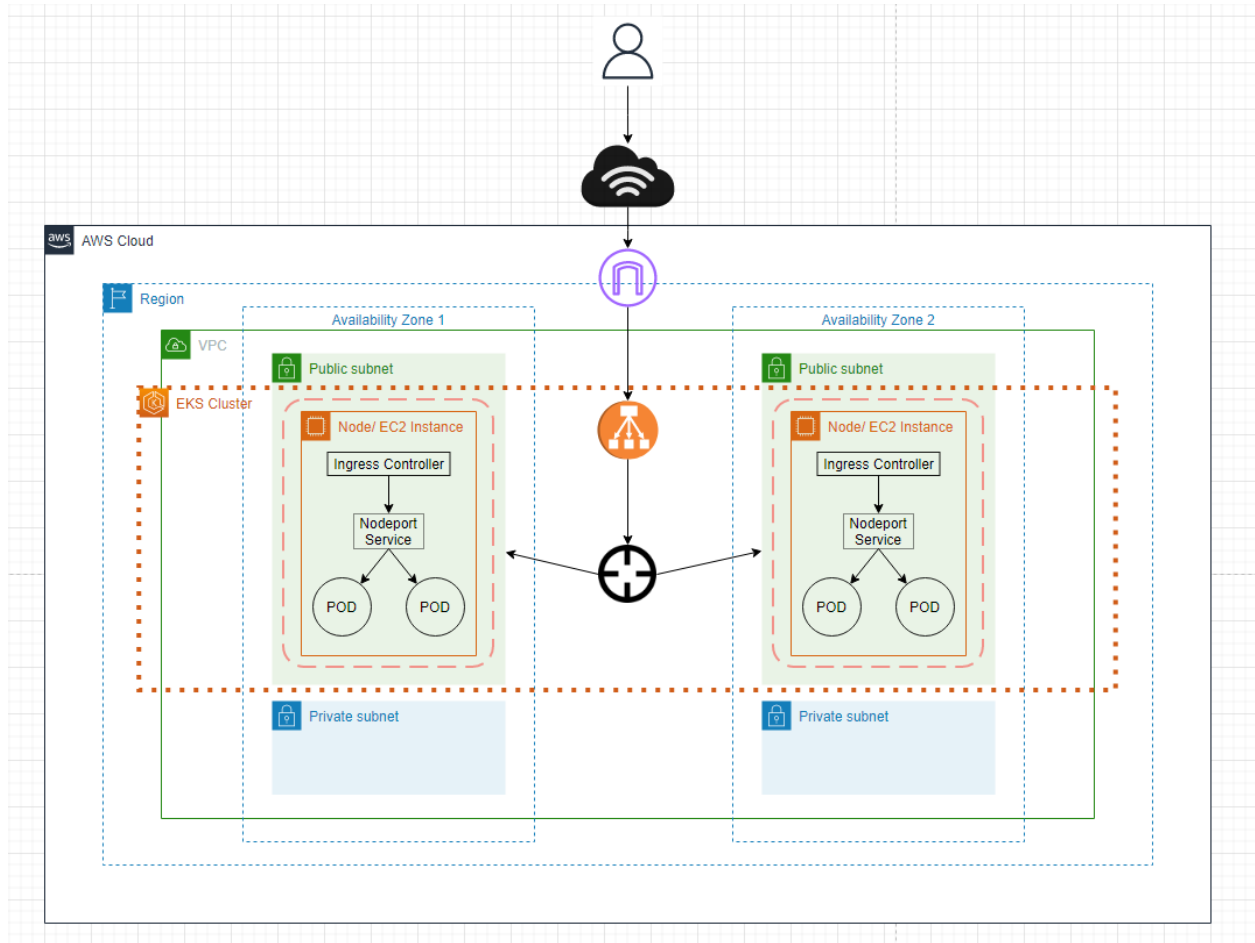 aws
AWS Cloud
Region
Availability Zone 1
Availability Zone 2
VPC
Public subnet
Public subnet
EKS Cluster
Node/ EC2 Instance
Node/ EC2 Instance
Ingress Controller
Ingress Controller
Nodeport
Service
Nodeport
Service
POD
POD
POD
POD
Private subnet
Private subnet